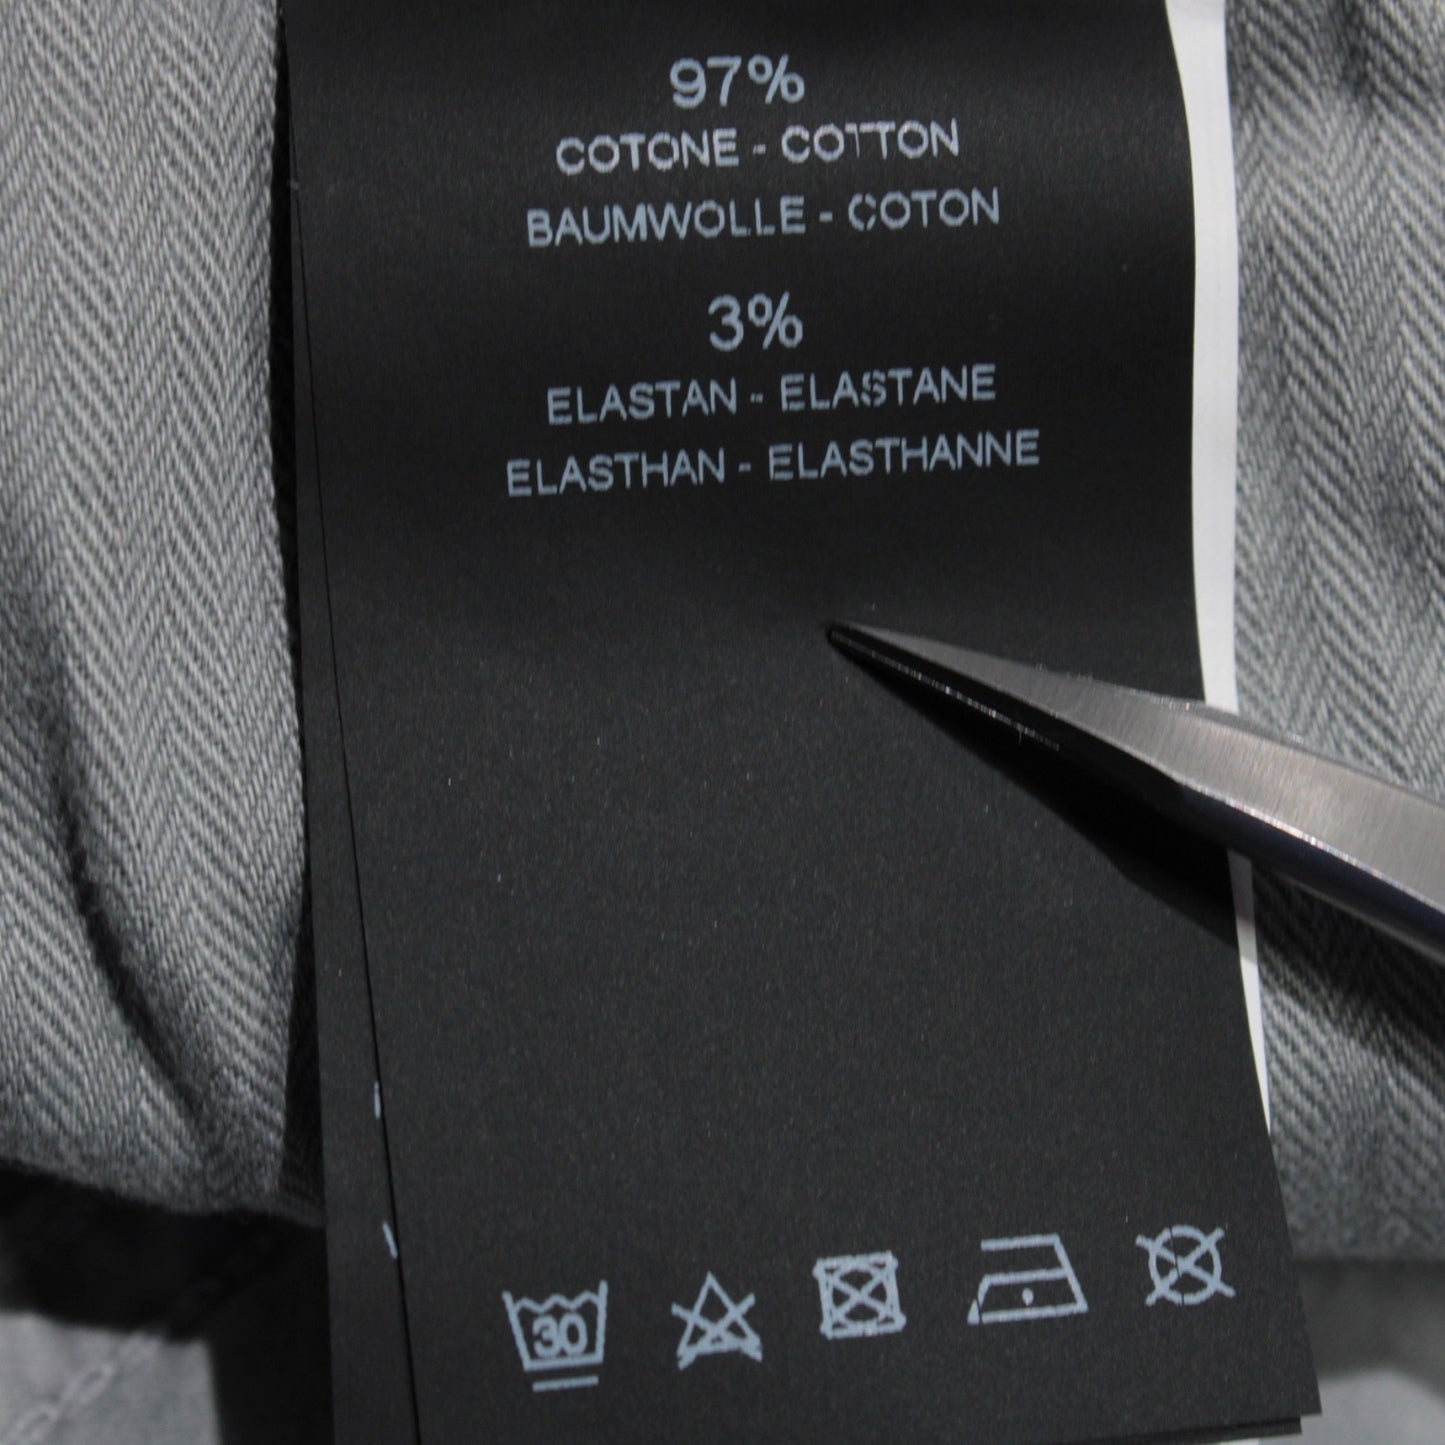 97%
COTONE - COTTON
BAUMWOLLE - COTON
3%
ELASTAN - ELASTANE
ELASTHAN - ELASTHANNE
30